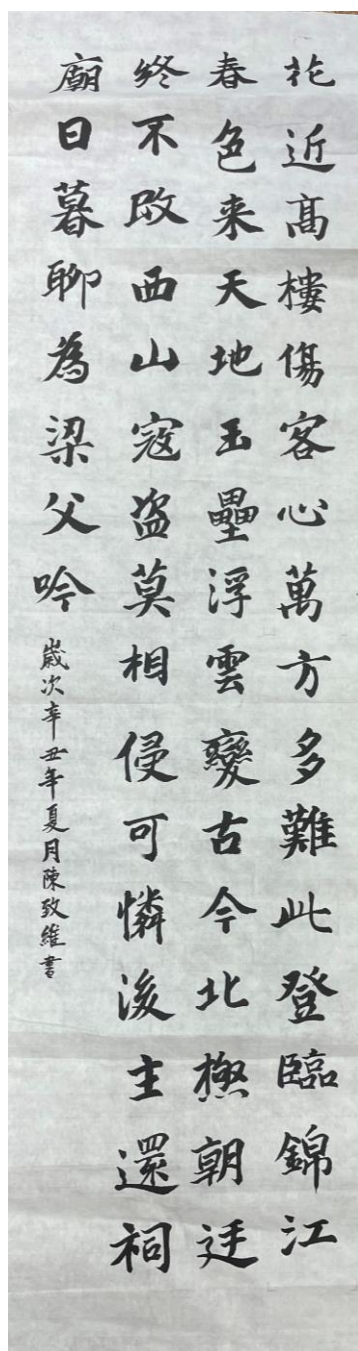 花近高樓傷客心萬方多難此登臨錦江
春色来天地玉壘浮雲變古今北極朝廷
終不改西山寇盜莫相侵可憐後主還祠
廟日暮聊為梁父吟
歲次辛丑年夏月陳致維書